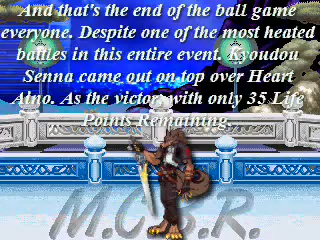 And that's the end of the ball game
everyone. Despite one of the most heated
battles in this entire event. Kyoudou
Senna came out on top over Heart
Aino. As the victor, with only 35 Life
Points Remaining.
M.C.B.R.